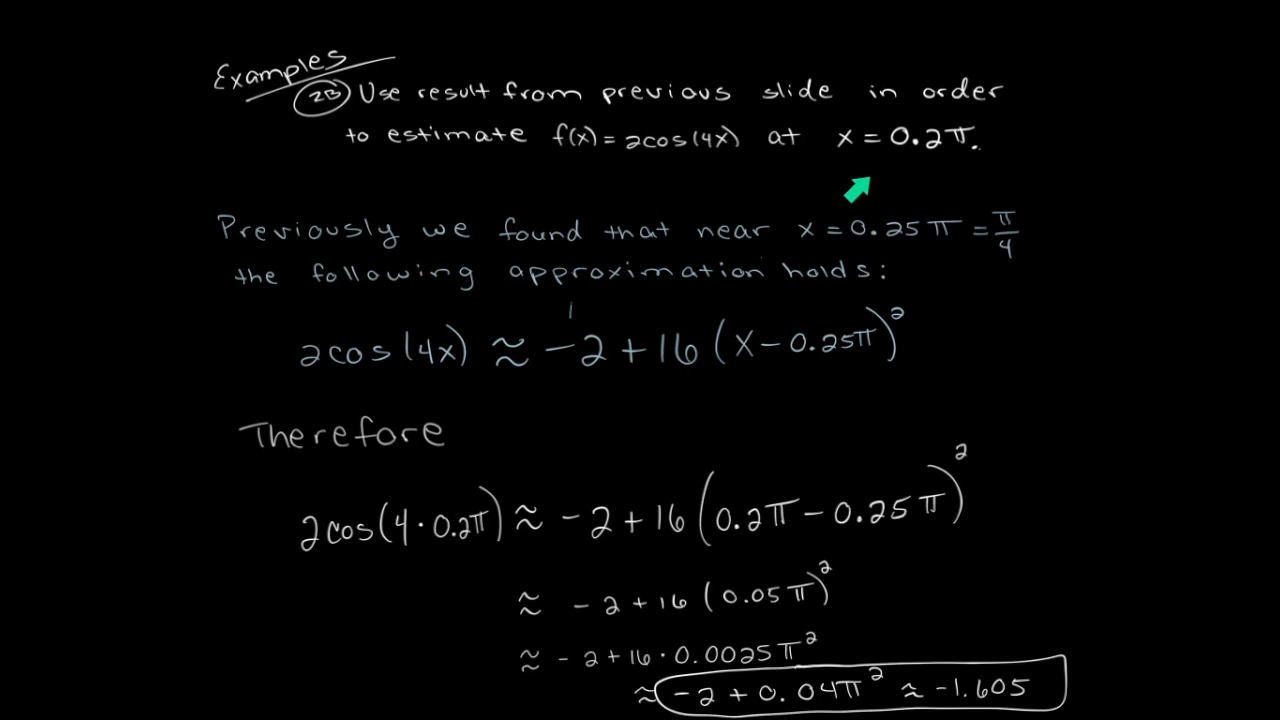 Examples
2B Use result from previous slide in order
to estimate f(x) = 2cos(4x) at x = 0.2π.
Previously we found that near x = 0.25π = π/4
the following approximation holds:
2cos(4x) ≈ -2 + 16(x - 0.25π)²
Therefore
2cos(4·0.2π) ≈ -2 + 16(0.2π - 0.25π)²
≈ -2 + 16(0.05π)²
≈ -2 + 16·0.0025π²
≈ -2 + 0.04π² ≈ -1.605